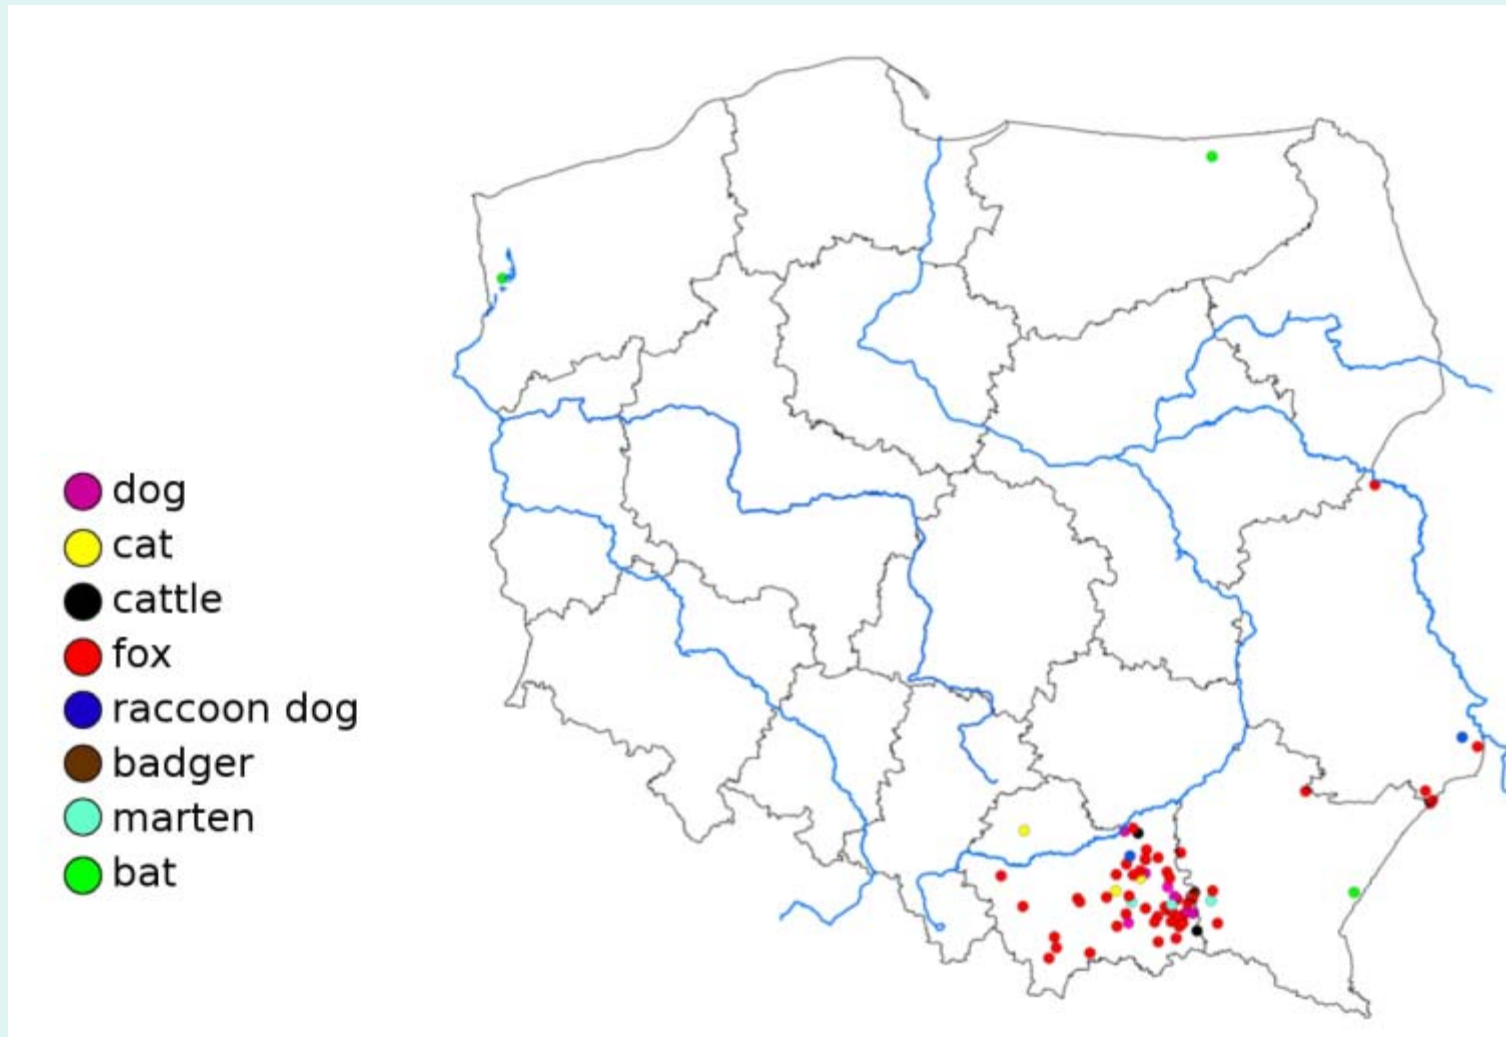 dog
cat
cattle
fox
raccoon dog
badger
marten
bat